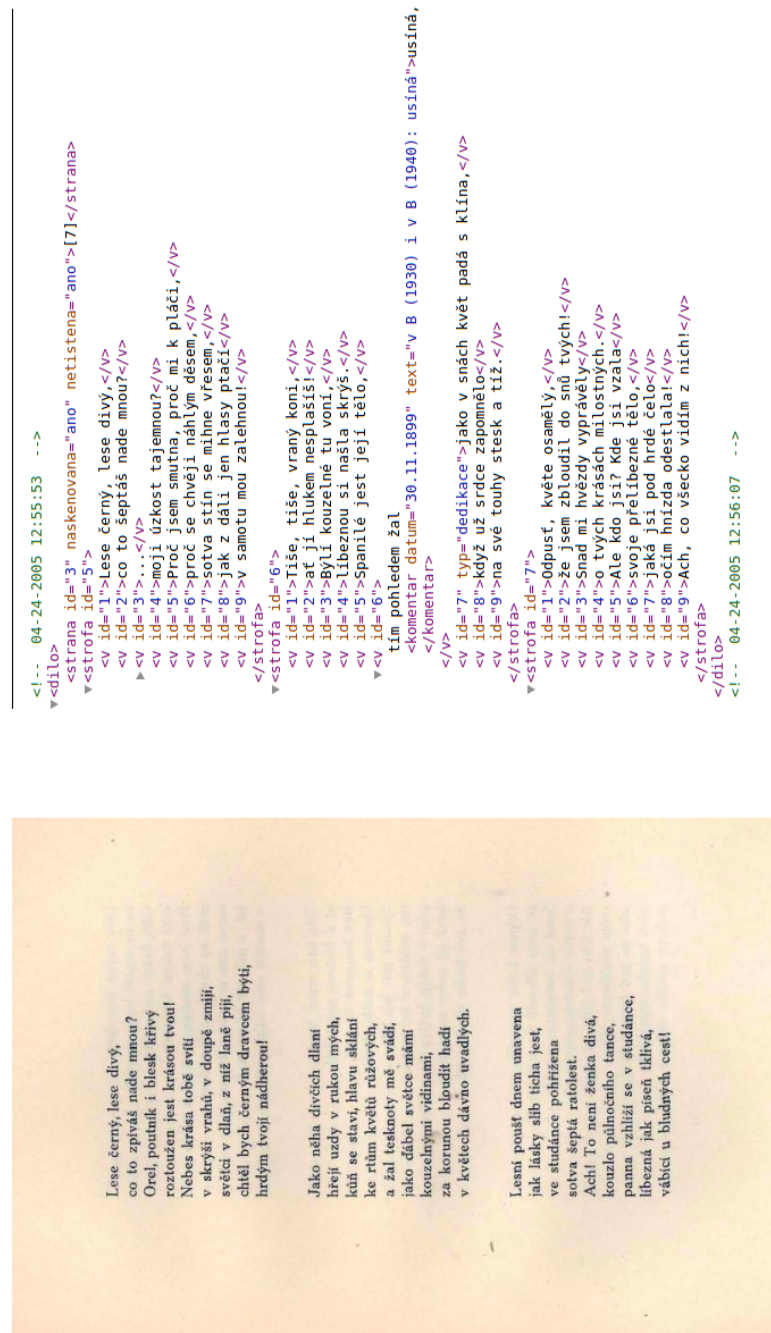 Lese černý, lese divý,
co to zpíváš nade mnou?
Orel, poutník i blesk křivý
roztoužen jest krásou tvou!
Nebes krása tobě svítí
v skrýši vrahů, v doupě zmijí,
světicí v dlaň, z níž laně pijí,
chtěl bych černým dravcem býti,
hrdým tvojí nádherou!
Jako něha dívčích dlaní
hřejí uzdy v rukou mých,
kůň se staví, hlavu sklání
ke rtům květů růžových,
a žal tesknoty mě svádí,
jako ďábel světce mámí
kouzelnými vidinami,
za korunou bloudit hadí
v květech dávno uvadlých.
Lesní poušť dnem unavena
jak lásky slib ticha jest,
ve studánce pohřížena
sotva šeptá ratolest.
Ach! To není ženka divá,
kouzlo půlnočního tance,
panna vzhlíží se v studánce,
líbezná jak píseň tklivá,
vábící u bludných cest!
<!-- 04-24-2005 12:55:53 -->
▼<dilo>
<strana id="3" naskenovana="ano" netistena="ano">[7]</strana>
▼<strofa id="5">
<v id="1">Lese černý, lese divý,</v>
<v id="2">co to šeptáš nade mnou?</v>
▶<v id="3">...</v>
<v id="4">moji úzkost tajemnou?</v>
<v id="5">Proč jsem smutna, proč mi k pláči,</v>
<v id="6">proč se chvěji náhlým děsem,</v>
<v id="7">sotva stín se mihne vřesem,</v>
<v id="8">jak z dáli jen hlasy ptačí</v>
<v id="9">v samotu mou zalehnou!</v>
</strofa>
▼<strofa id="6">
<v id="1">Tiše, tiše, vraný koni,</v>
<v id="2">ať jí hlukem nesplašíš!</v>
<v id="3">Býlí kouzelné tu voní,</v>
<v id="4">líbeznou si našla skrýš.</v>
<v id="5">Spanilé jest její tělo,</v>
▼<v id="6">
tím pohledem žal
<komentar datum="30.11.1899" text="v B (1930) i v B (1940): usíná">usíná,
</komentar>
</v>
<v id="7" typ="dedikace">jako v snách květ padá s klína,</v>
<v id="8">když už srdce zapomnělo</v>
<v id="9">na své touhy stesk a tíž.</v>
</strofa>
▼<strofa id="7">
<v id="1">Odpusť, květe osamělý,</v>
<v id="2">že jsem zbloudil do snů tvých!</v>
<v id="3">Snad mi hvězdy vyprávěly</v>
<v id="4">o tvých krásách milostných.</v>
<v id="5">Ale kdo jsi? Kde jsi vzala</v>
<v id="6">svoje přelíbezné tělo,</v>
<v id="7">jaká jsi pod hrdé čelo</v>
<v id="8">očím hnízda odestlala!</v>
<v id="9">Ach, co všecko vidím z nich!</v>
</strofa>
</dilo>
<!-- 04-24-2005 12:56:07 -->